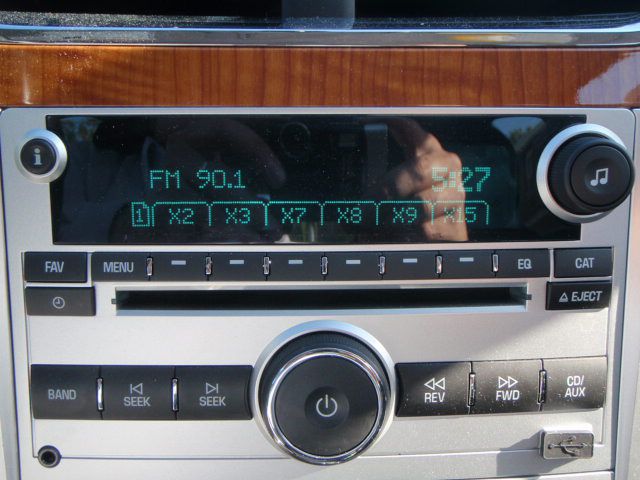 FM 90.1 5:27
1 X2 X3 X7 X8 X9 X15
FAV MENU EQ CAT
EJECT
BAND SEEK SEEK REV FWD CD/
AUX